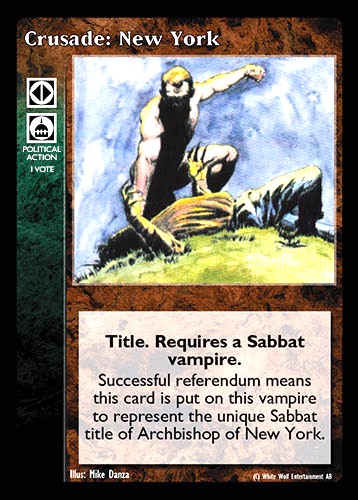 Crusade: New York
POLITICAL
ACTION
1 VOTE
Title. Requires a Sabbat
vampire.
Successful referendum means
this card is put on this vampire
to represent the unique Sabbat
title of Archbishop of New York.
Illus: Mike Danza
(C) White Wolf Entertainment AB